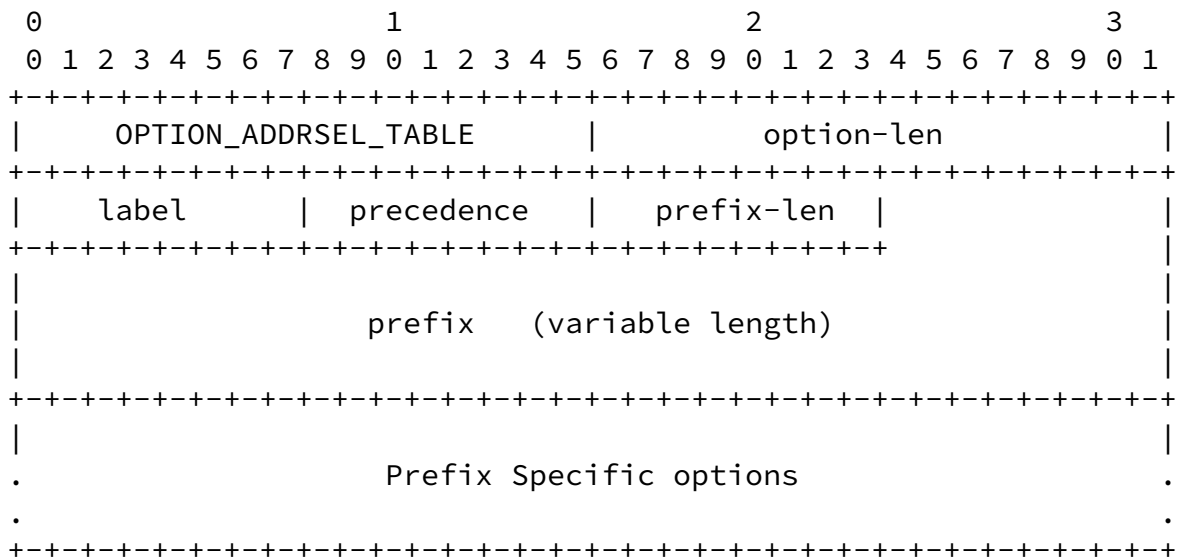 0                   1                   2                   3
 0 1 2 3 4 5 6 7 8 9 0 1 2 3 4 5 6 7 8 9 0 1 2 3 4 5 6 7 8 9 0 1
+-+-+-+-+-+-+-+-+-+-+-+-+-+-+-+-+-+-+-+-+-+-+-+-+-+-+-+-+-+-+-+-+
|     OPTION_ADDRSEL_TABLE      |         option-len            |
+-+-+-+-+-+-+-+-+-+-+-+-+-+-+-+-+-+-+-+-+-+-+-+-+-+-+-+-+-+-+-+-+
|    label      |  precedence   |   prefix-len  |               |
+-+-+-+-+-+-+-+-+-+-+-+-+-+-+-+-+-+-+-+-+-+-+-+-+               |
|                                                               |
|                   prefix   (variable length)                  |
|                                                               |
+-+-+-+-+-+-+-+-+-+-+-+-+-+-+-+-+-+-+-+-+-+-+-+-+-+-+-+-+-+-+-+-+
|                                                               |
.                    Prefix Specific options                    .
.                                                               .
+-+-+-+-+-+-+-+-+-+-+-+-+-+-+-+-+-+-+-+-+-+-+-+-+-+-+-+-+-+-+-+-+